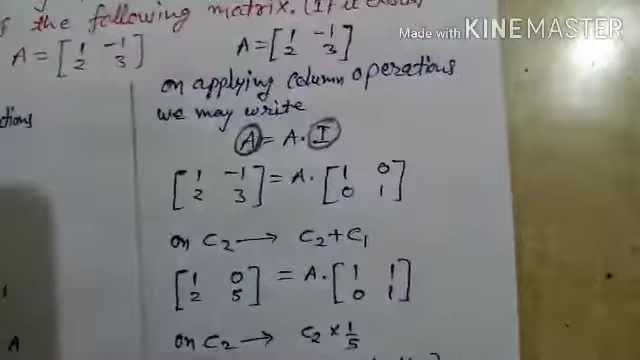 the following matrix. (If it exists
Made with KINEMASTER
A = [1 -1
2 3]
A = [1 -1
2 3]
on applying column operations
we may write
A = A . I
[1 -1
2 3] = A . [1 0
0 1]
on C₂ → C₂ + C₁
[1 0
2 5] = A . [1 1
0 1]
on C₂ → C₂ × 1/5
A